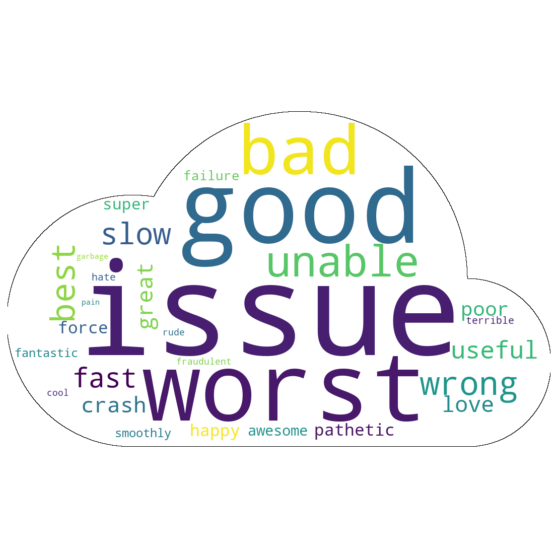 bad
failure
good
super
slow
unable
best
garbage
hate
great
issue
pain
force
rude
poor
terrible
fantastic
fraudulent
useful
fast
worst
wrong
cool
crash
love
smoothly
happy
awesome
pathetic